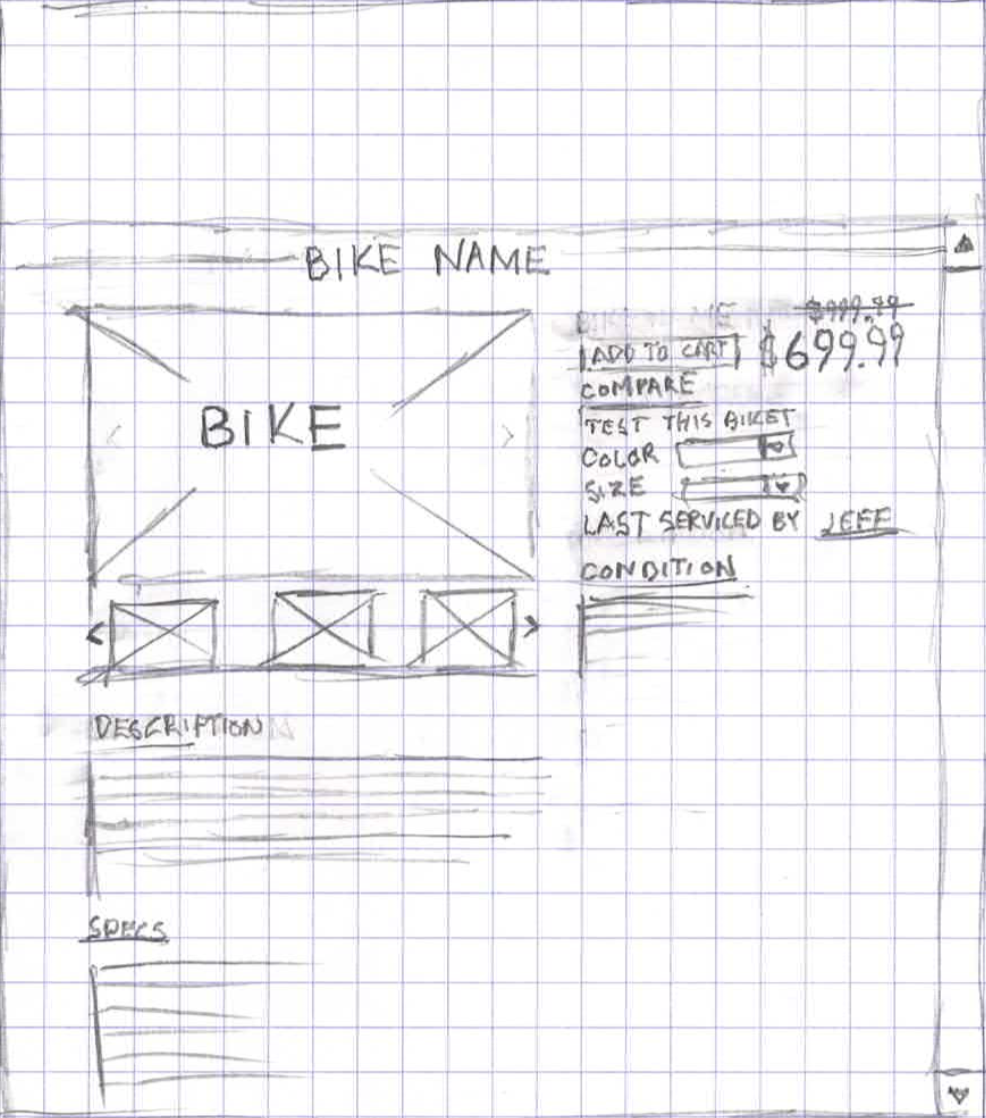 BIKE NAME
$999.99
ADD TO CART $699.99
COMPARE
TEST THIS BIKE
BIKE
COLOR
SIZE
LAST SERVICED BY JEFF
CONDITION
DESCRIPTION
SPECS